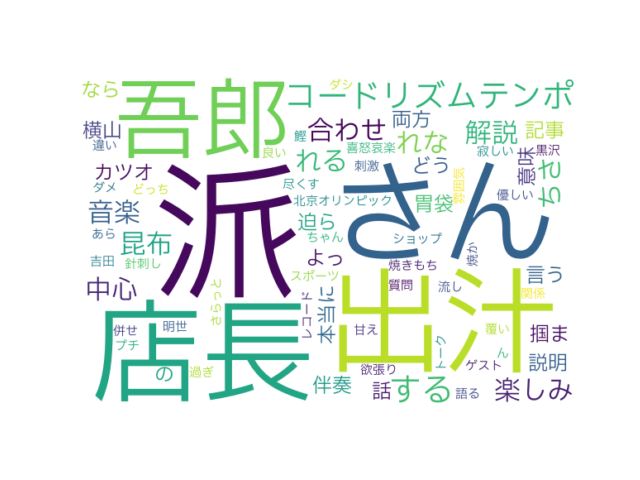 ダシ
なら
吾郎
コードリズムテンポ
横山
違い
良い
鰹
合わせ
喜怒哀楽
両方
れな
解説
記事
カツオ
ダメ
どっち
れる
刺激
どう
寂しい
黒沢
意味
ちさ
派
さん
音楽
尽くす
北京オリンピック
胃袋
優しい
あら
昆布
迫ら
ちゃん
ショップ
吉田
針刺し
よっ
焼きもち
焼か
言う
中心
さらっと
スポーツ
レコード
本当に
質問
流し
関係
店長
出汁
併せ
明世
プチ
甘え
トーク
覆い
ん
掴ま
の
過ぎ
伴奏
欲張り
話
する
ゲスト
語る
説明
楽しみ